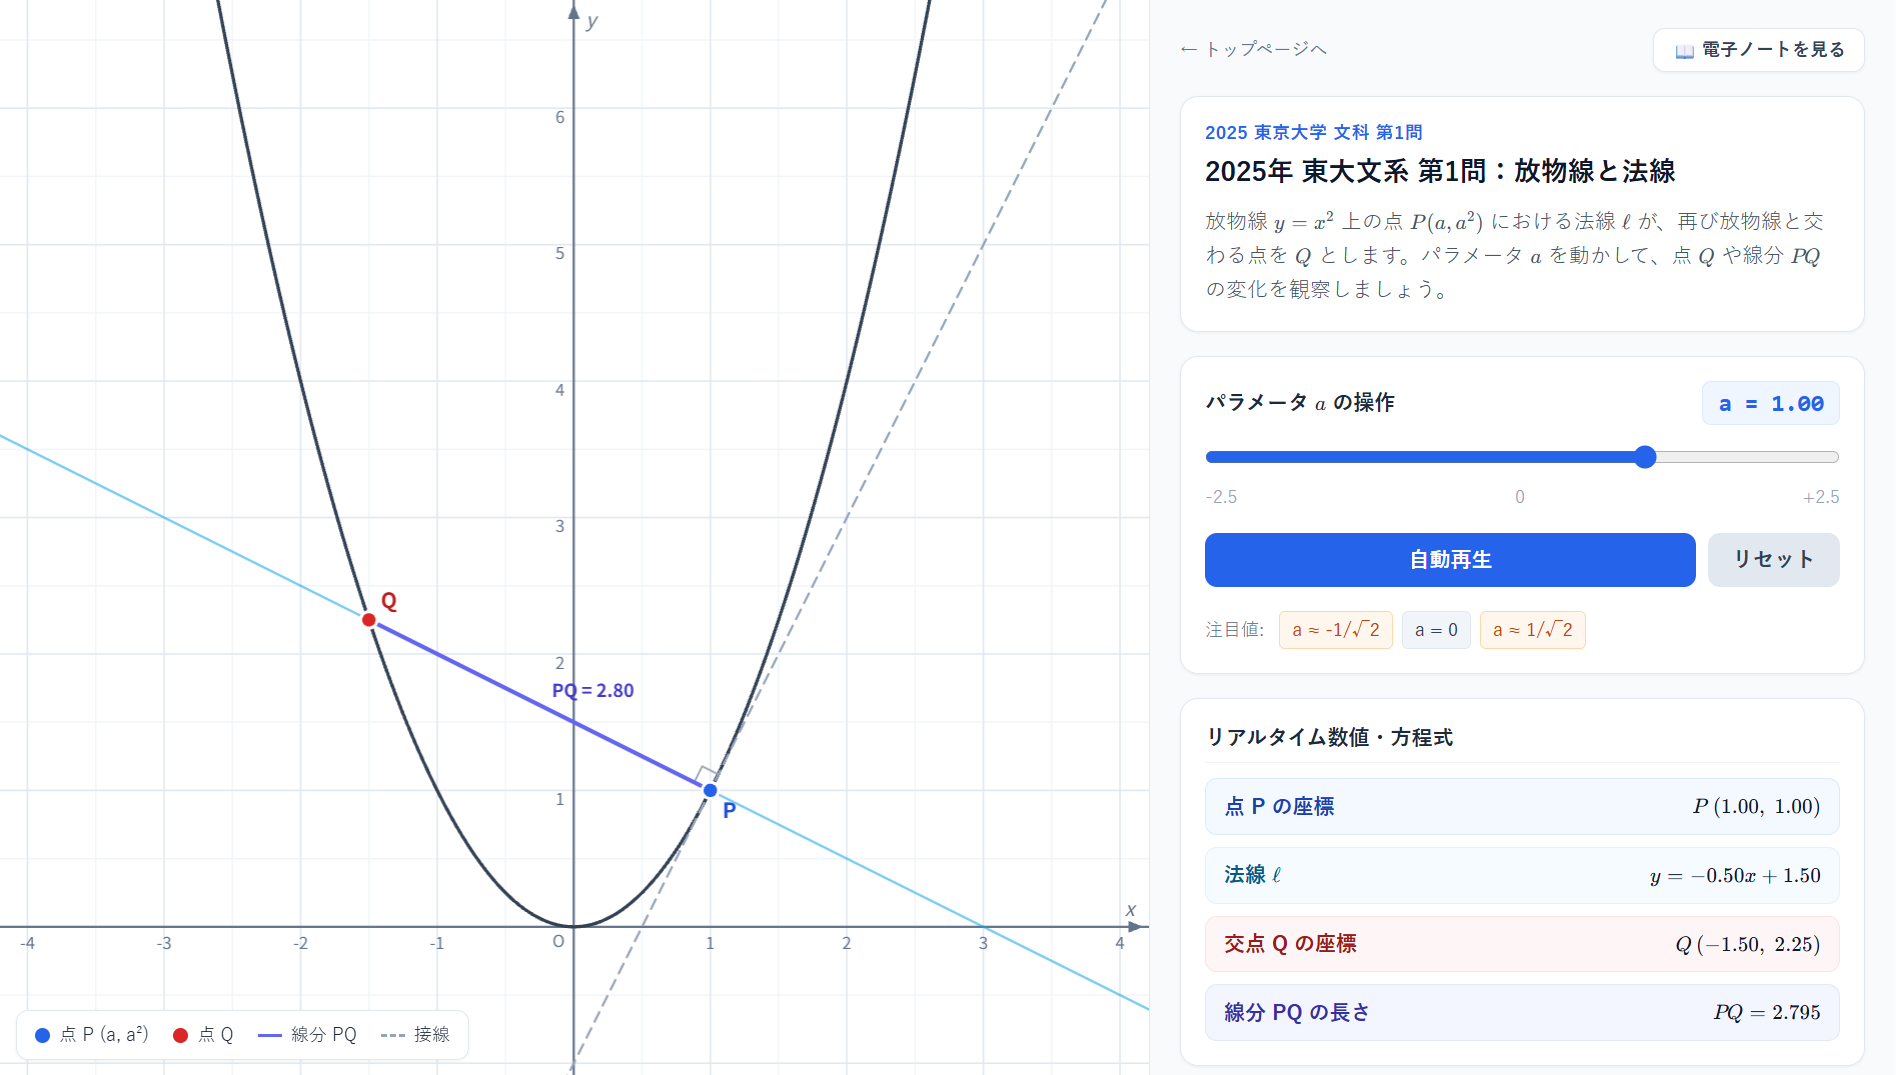 y
6
5
4
3
2
1
Q
PQ = 2.80
P
x
-4 -3 -2 -1 O 1 2 3 4
点 P (a, a²) 点 Q 線分 PQ 接線
← トップページへ
📖 電子ノートを見る
2025 東京大学 文科 第1問
2025年 東大文系 第1問：放物線と法線
放物線 y = x² 上の点 P(a, a²) における法線 ℓ が、再び放物線と交
わる点を Q とします。パラメータ a を動かして、点 Q や線分 PQ
の変化を観察しましょう。
パラメータ a の操作
a = 1.00
-2.5 0 +2.5
自動再生
リセット
注目値: a ≈ -1/√2 a = 0 a ≈ 1/√2
リアルタイム数値・方程式
点 P の座標 P (1.00, 1.00)
法線 ℓ y = −0.50x + 1.50
交点 Q の座標 Q (−1.50, 2.25)
線分 PQ の長さ PQ = 2.795